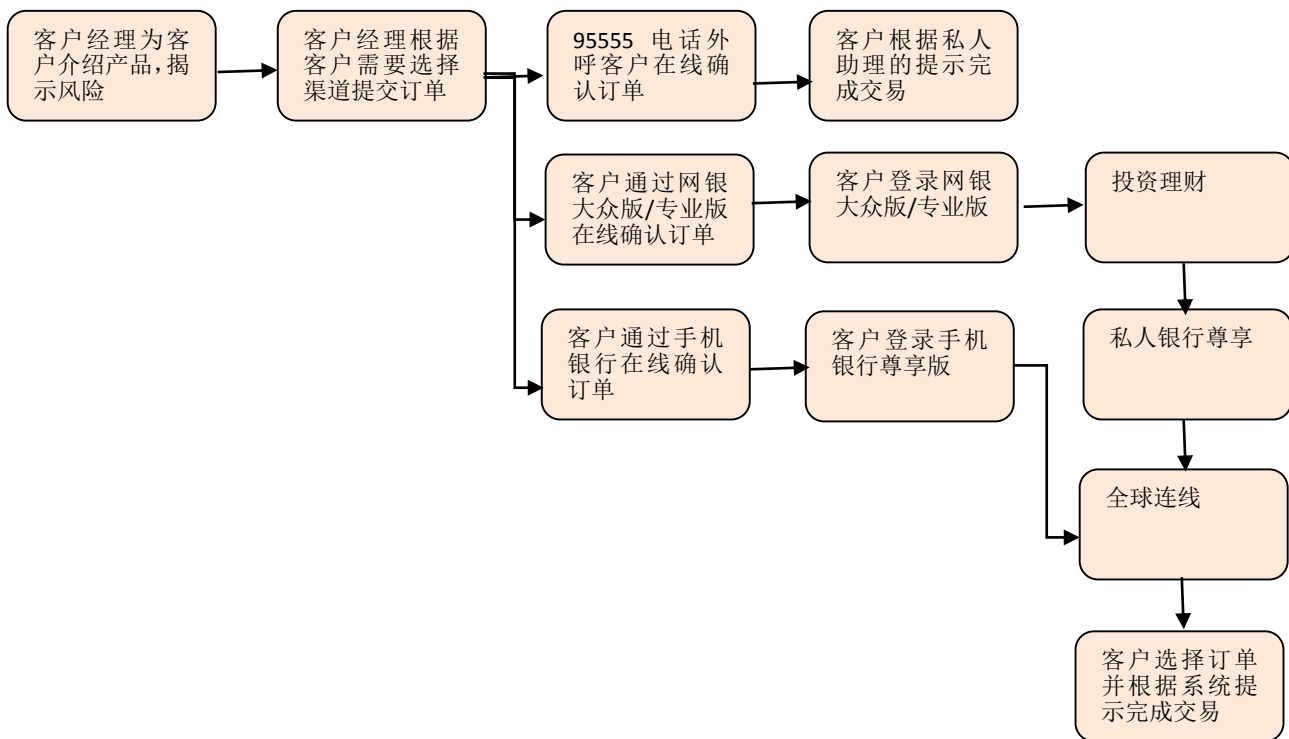 客户经理为客
户介绍产品,揭
示风险
客户经理根据
客户需要选择
渠道提交订单
95555 电话外
呼客户在线确
认订单
客户根据私人
助理的提示完
成交易
客户通过网银
大众版/专业版
在线确认订单
客户登录网银
大众版/专业版
投资理财
客户通过手机
银行在线确认
订单
客户登录手机
银行尊享版
私人银行尊享
全球连线
客户选择订单
并根据系统提
示完成交易